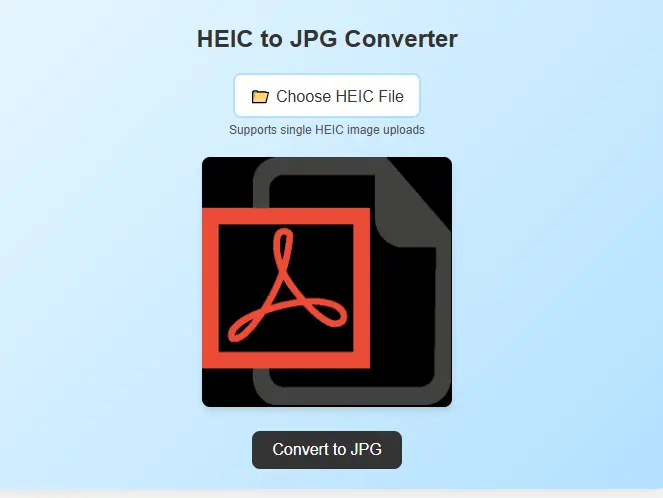 HEIC to JPG Converter
Choose HEIC File
Supports single HEIC image uploads
Convert to JPG